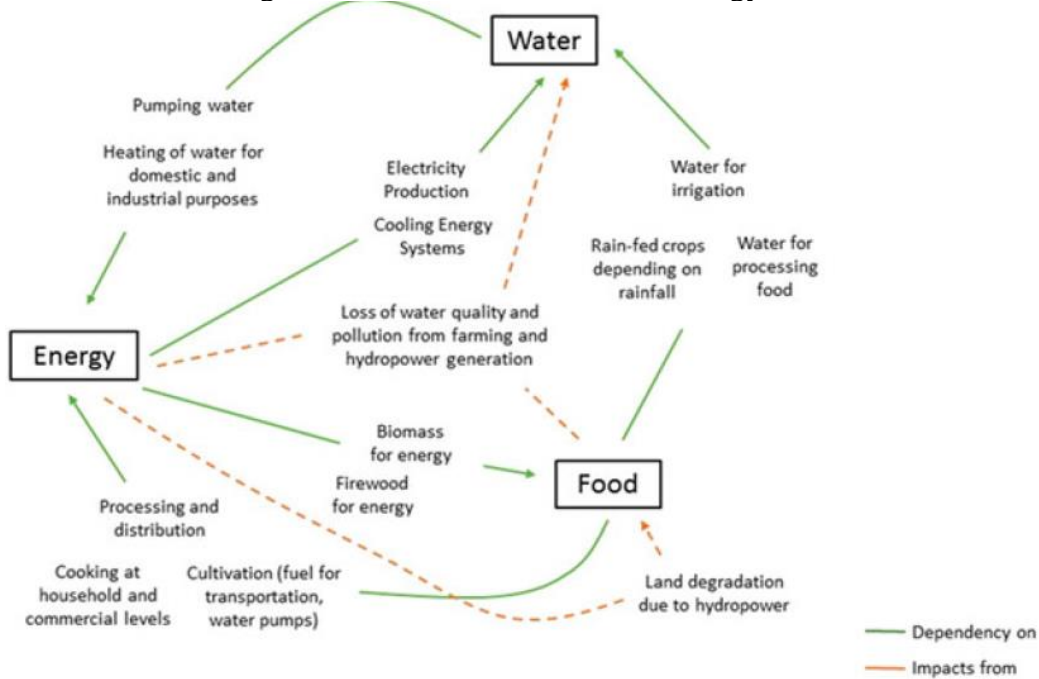 Water
Pumping water
Heating of water for
domestic and
industrial purposes
Electricity
Production
Cooling Energy
Systems
Water for
irrigation
Rain-fed crops
depending on
rainfall
Water for
processing
food
Loss of water quality and
pollution from farming and
hydropower generation
Energy
Biomass
for energy
Firewood
for energy
Food
Processing and
distribution
Cooking at
household and
commercial levels
Cultivation (fuel for
transportation,
water pumps)
Land degradation
due to hydropower
Dependency on
Impacts from